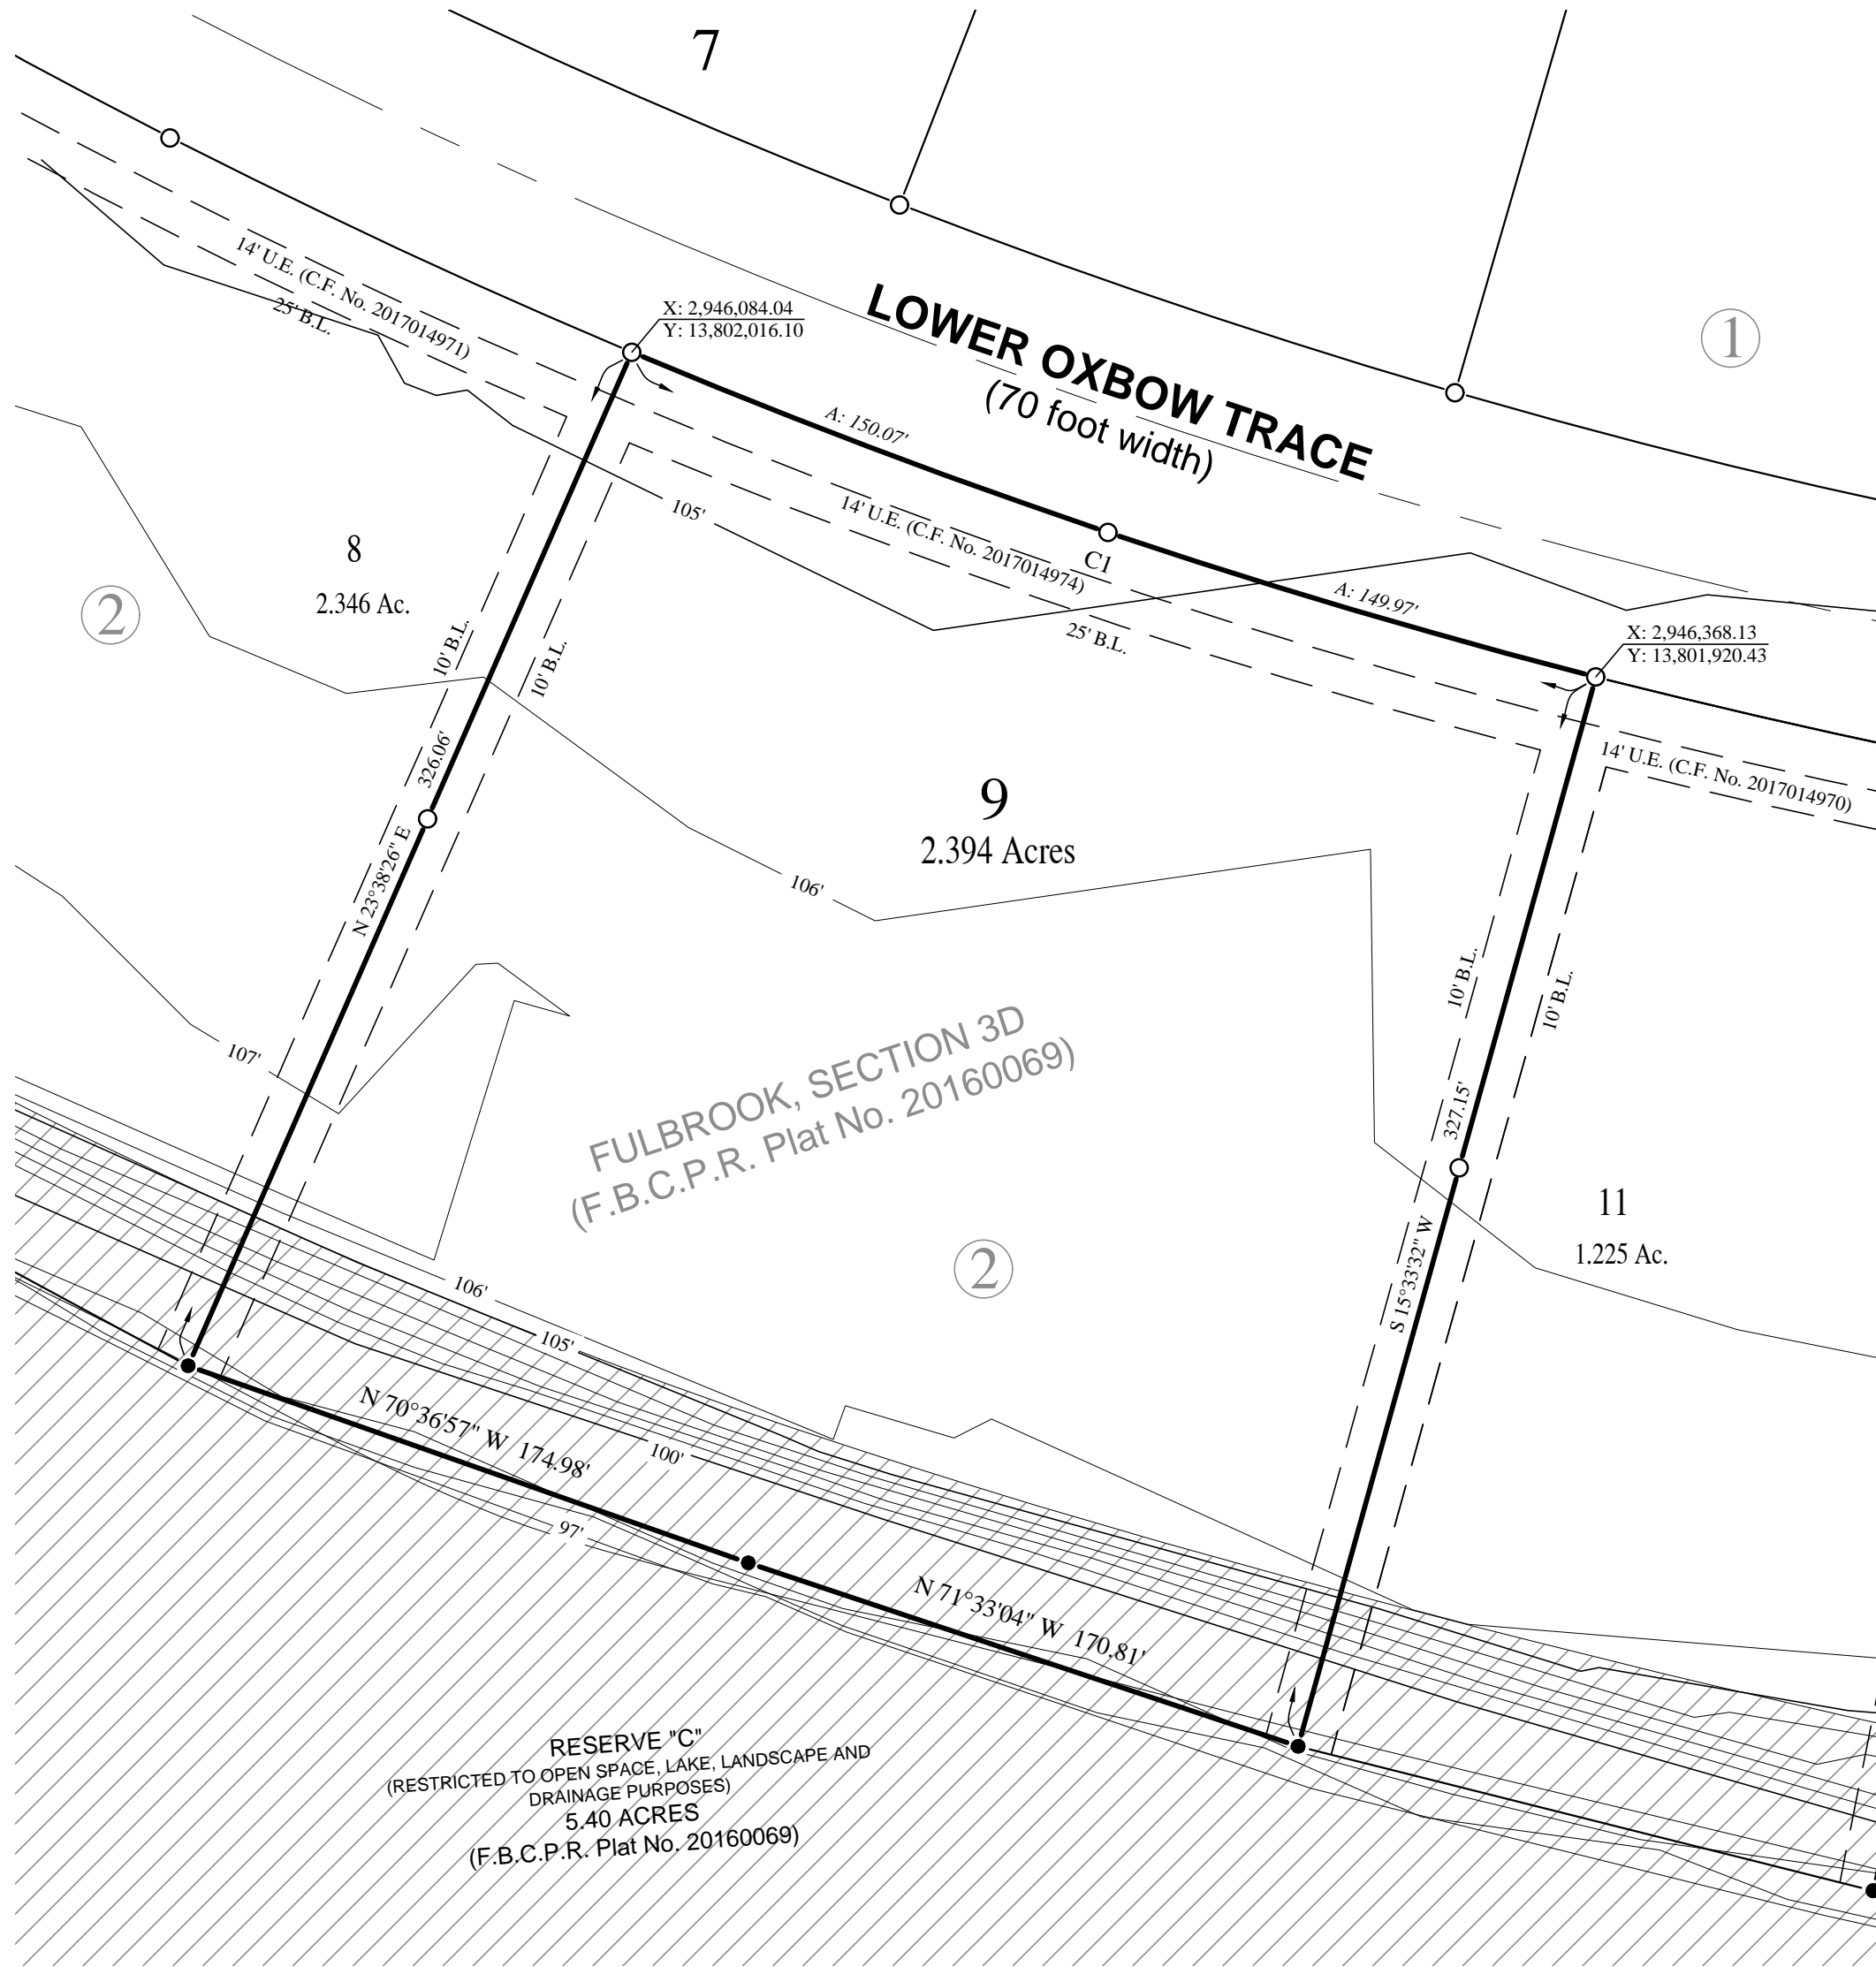 7
14' U.E. (C.F. No. 2017014971)
25' B.L.
X: 2,946,084.04
Y: 13,802,016.10
LOWER OXBOW TRACE
(70 foot width)
1
A: 150.07'
14' U.E. (C.F. No. 2017014974)
C1
105'
25' B.L.
A: 149.97'
X: 2,946,368.13
Y: 13,801,920.43
14' U.E. (C.F. No. 2017014970)
8
2.346 Ac.
2
10' B.L.
10' B.L.
326.06'
N 23°38'26" E
9
2.394 Acres
106'
10' B.L.
10' B.L.
107'
FULBROOK, SECTION 3D
(F.B.C.P.R. Plat No. 20160069)
327.15'
S 15°33'32" W
11
1.225 Ac.
2
106'
105'
N 70°36'57" W 174.98'
100'
97'
N 71°33'04" W 170.81'
RESERVE "C"
(RESTRICTED TO OPEN SPACE, LAKE, LANDSCAPE AND
DRAINAGE PURPOSES)
5.40 ACRES
(F.B.C.P.R. Plat No. 20160069)